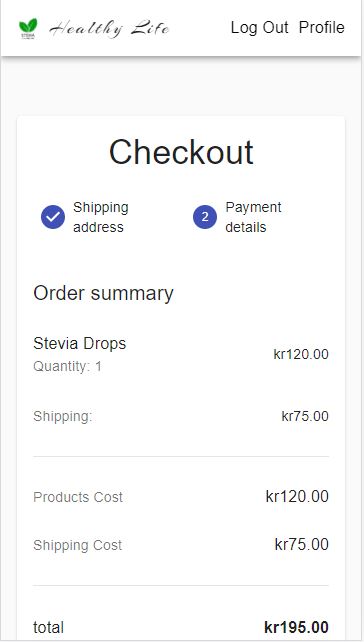 STEVIA
Healthy Life
Log Out Profile
Checkout
Shipping
address
2 Payment
details
Order summary
Stevia Drops
kr120.00
Quantity: 1
Shipping:
kr75.00
Products Cost
kr120.00
Shipping Cost
kr75.00
total
kr195.00